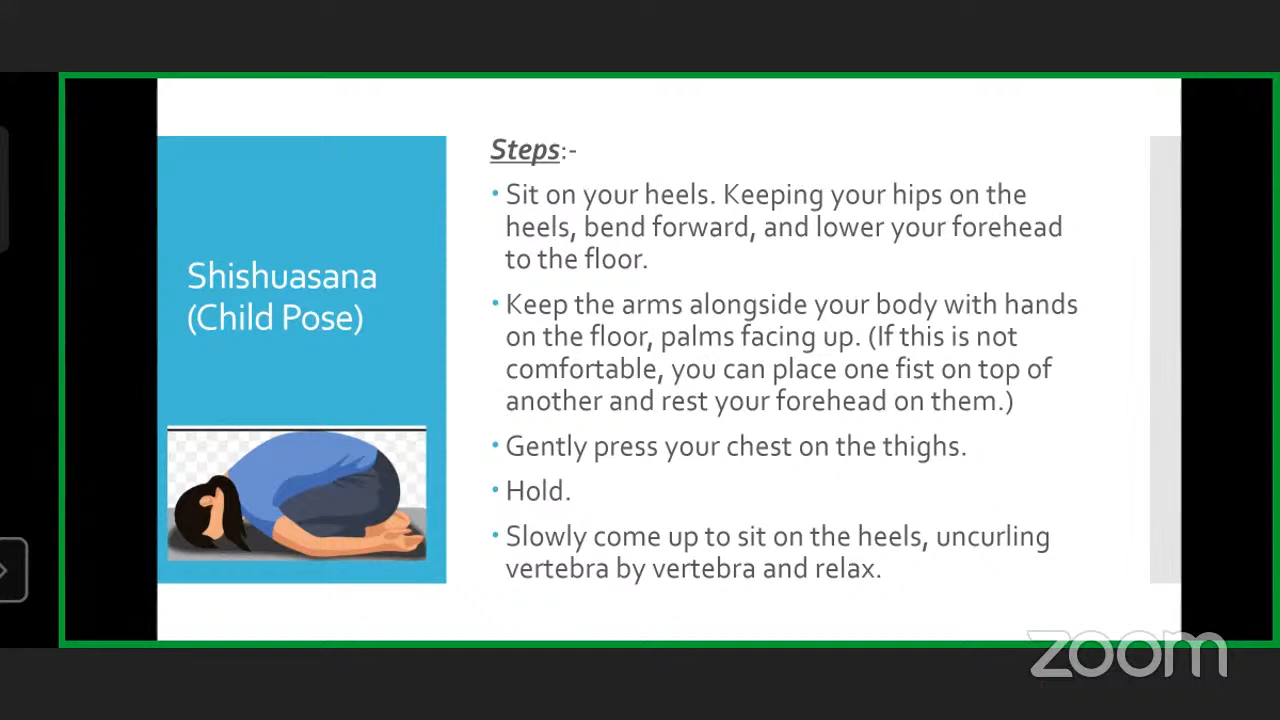 Shishuasana
(Child Pose)
Steps:-
• Sit on your heels. Keeping your hips on the
heels, bend forward, and lower your forehead
to the floor.
• Keep the arms alongside your body with hands
on the floor, palms facing up. (If this is not
comfortable, you can place one fist on top of
another and rest your forehead on them.)
• Gently press your chest on the thighs.
• Hold.
• Slowly come up to sit on the heels, uncurling
vertebra by vertebra and relax.
zoom